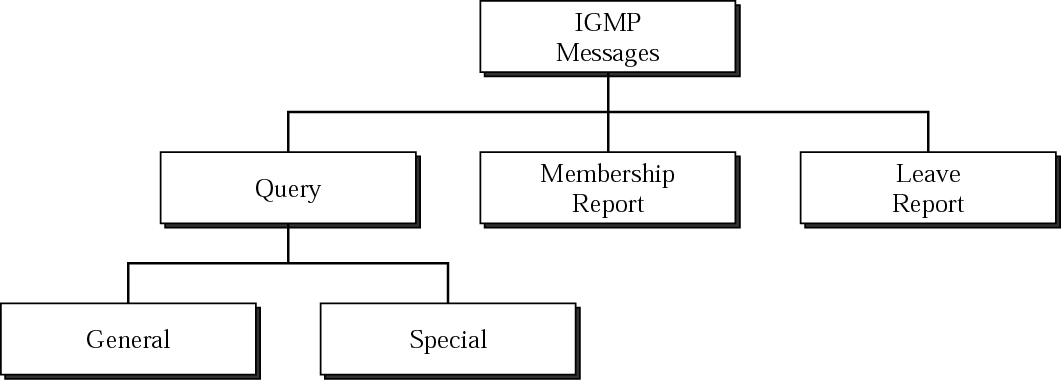 IGMP
Messages
Query
Membership
Report
Leave
Report
General
Special